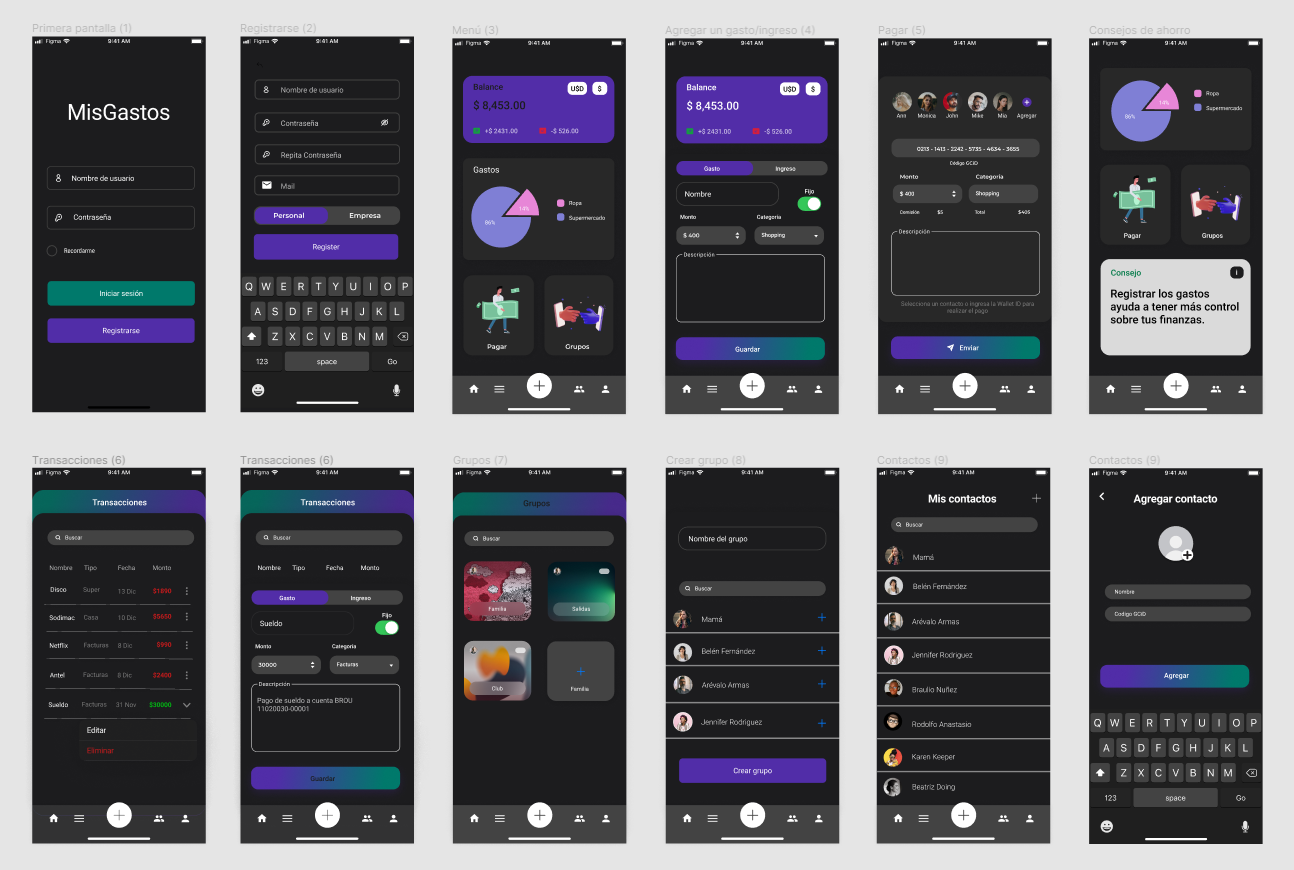 Primera pantalla (1)
Figma
9:41 AM
MisGastos
Nombre de usuario
Contraseña
Recordarme
Iniciar sesión
Registrarse
Registrarse (2)
Figma
9:41 AM
Nombre de usuario
Contraseña
Repita Contraseña
Mail
Personal Empresa
Register
Q W E R T Y U I O P
A S D F G H J K L
Z X C V B N M
123 space Go
Menú (3)
Figma
9:41 AM
Balance U$D $
$ 8,453.00
+$ 2431.00 -$ 526.00
Gastos
14% Ropa
86% Supermercado
Pagar Grupos
Agregar un gasto/ingreso (4)
Figma
9:41 AM
Balance U$D $
$ 8,453.00
+$ 2431.00 -$ 526.00
Gasto Ingreso
Nombre Fijo
Monto Categoria
$ 400 Shopping
Descripción
Guardar
Pagar (5)
Figma
9:41 AM
Ann Monica John Mike Mia Agregar
0213 - 1413 - 2242 - 5735 - 4634 - 3655
Código GCID
Monto Categoría
$ 400 Shopping
Comisión $5 Total $405
Descripción
Selecciona un contacto o ingresa la Wallet ID para
realizar el pago
Enviar
Consejos de ahorro
Figma
9:41 AM
14% Ropa
86% Supermercado
Pagar Grupos
Consejo i
Registrar los gastos
ayuda a tener más control
sobre tus finanzas.
Transacciones (6)
Figma
9:41 AM
Transacciones
Buscar
Nombre Tipo Fecha Monto
Disco Super 13 Dic $1890
Sodimac Casa 10 Dic $5650
Netflix Facturas 8 Dic $990
Antel Facturas 8 Dic $2400
Sueldo Facturas 31 Nov $30000
Editar
Eliminar
Transacciones (6)
Figma
9:41 AM
Transacciones
Buscar
Nombre Tipo Fecha Monto
Gasto Ingreso
Sueldo Fijo
Monto Categoria
30000 Facturas
Descripción
Pago de sueldo a cuenta BROU
11020030-00001
Guardar
Grupos (7)
Figma
9:41 AM
Grupos
Buscar
Familia Salidas
Club Familia
Crear grupo (8)
Figma
9:41 AM
Nombre del grupo
Buscar
Mamá
Belén Fernández
Arévalo Armas
Jennifer Rodriguez
Crear grupo
Contactos (9)
Figma
9:41 AM
Mis contactos
Buscar
Mamá
Belén Fernández
Arévalo Armas
Jennifer Rodriguez
Braulio Nuñez
Rodolfo Anastasio
Karen Keeper
Beatriz Doing
Contactos (9)
Figma
9:41 AM
Agregar contacto
Nombre
Codigo GCID
Agregar
Q W E R T Y U I O P
A S D F G H J K L
Z X C V B N M
123 space Go